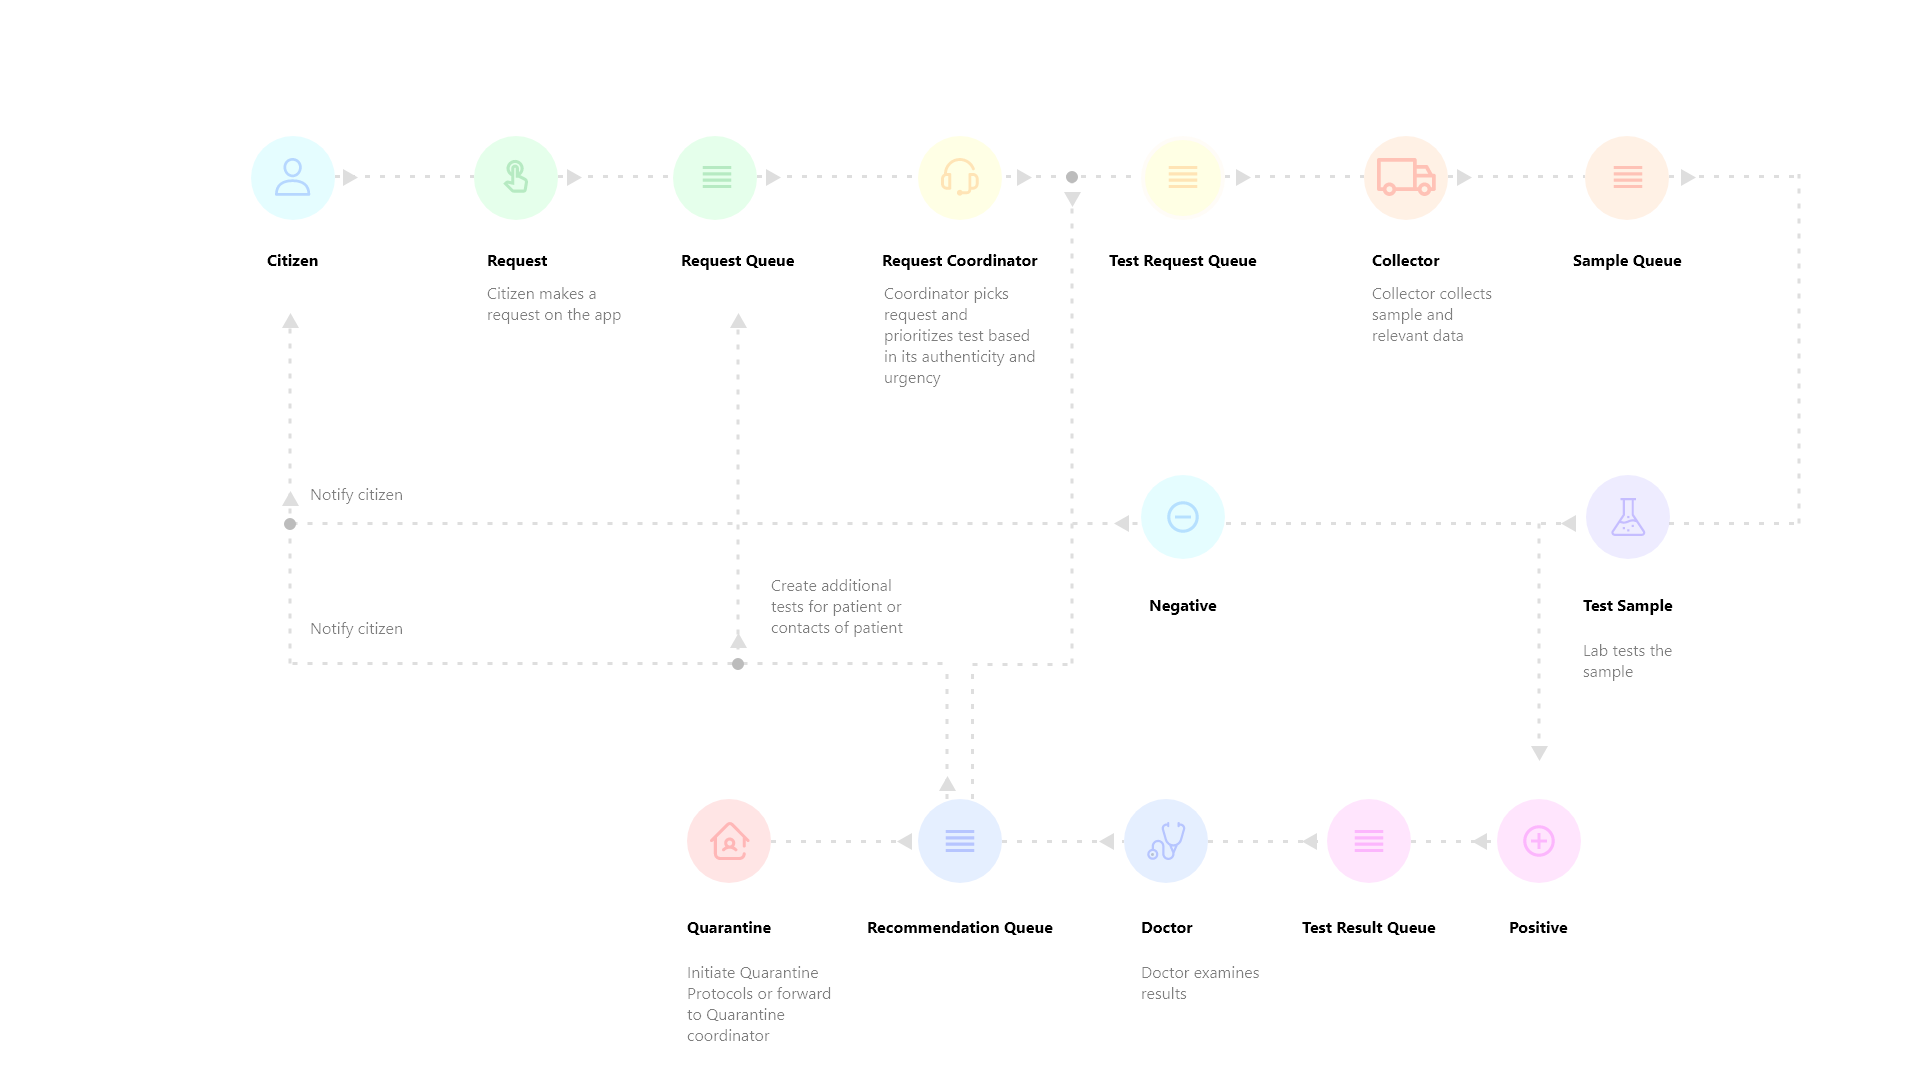 Citizen
Request
Citizen makes a
request on the app
Request Queue
Request Coordinator
Coordinator picks
request and
prioritizes test based
in its authenticity and
urgency
Test Request Queue
Collector
Collector collects
sample and
relevant data
Sample Queue
Notify citizen
Notify citizen
Create additional
tests for patient or
contacts of patient
Negative
Test Sample
Lab tests the
sample
Quarantine
Initiate Quarantine
Protocols or forward
to Quarantine
coordinator
Recommendation Queue
Doctor
Doctor examines
results
Test Result Queue
Positive